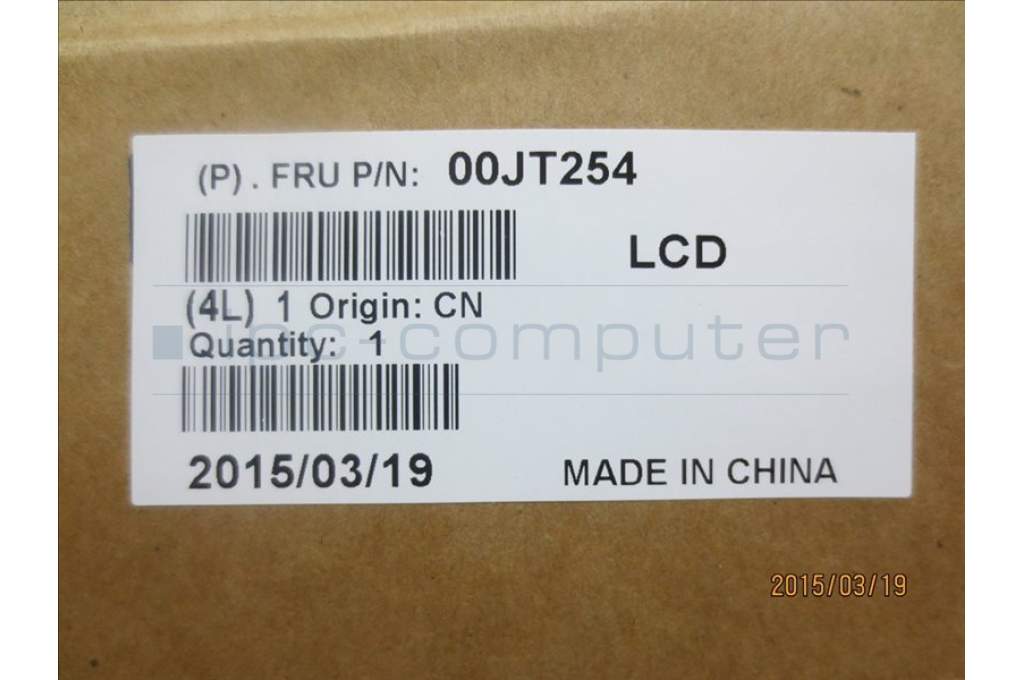 (P) . FRU P/N: 00JT254
LCD
(4L) 1 Origin: CN
ipc-computer
Quantity: 1
2015/03/19
MADE IN CHINA
2015/03/19